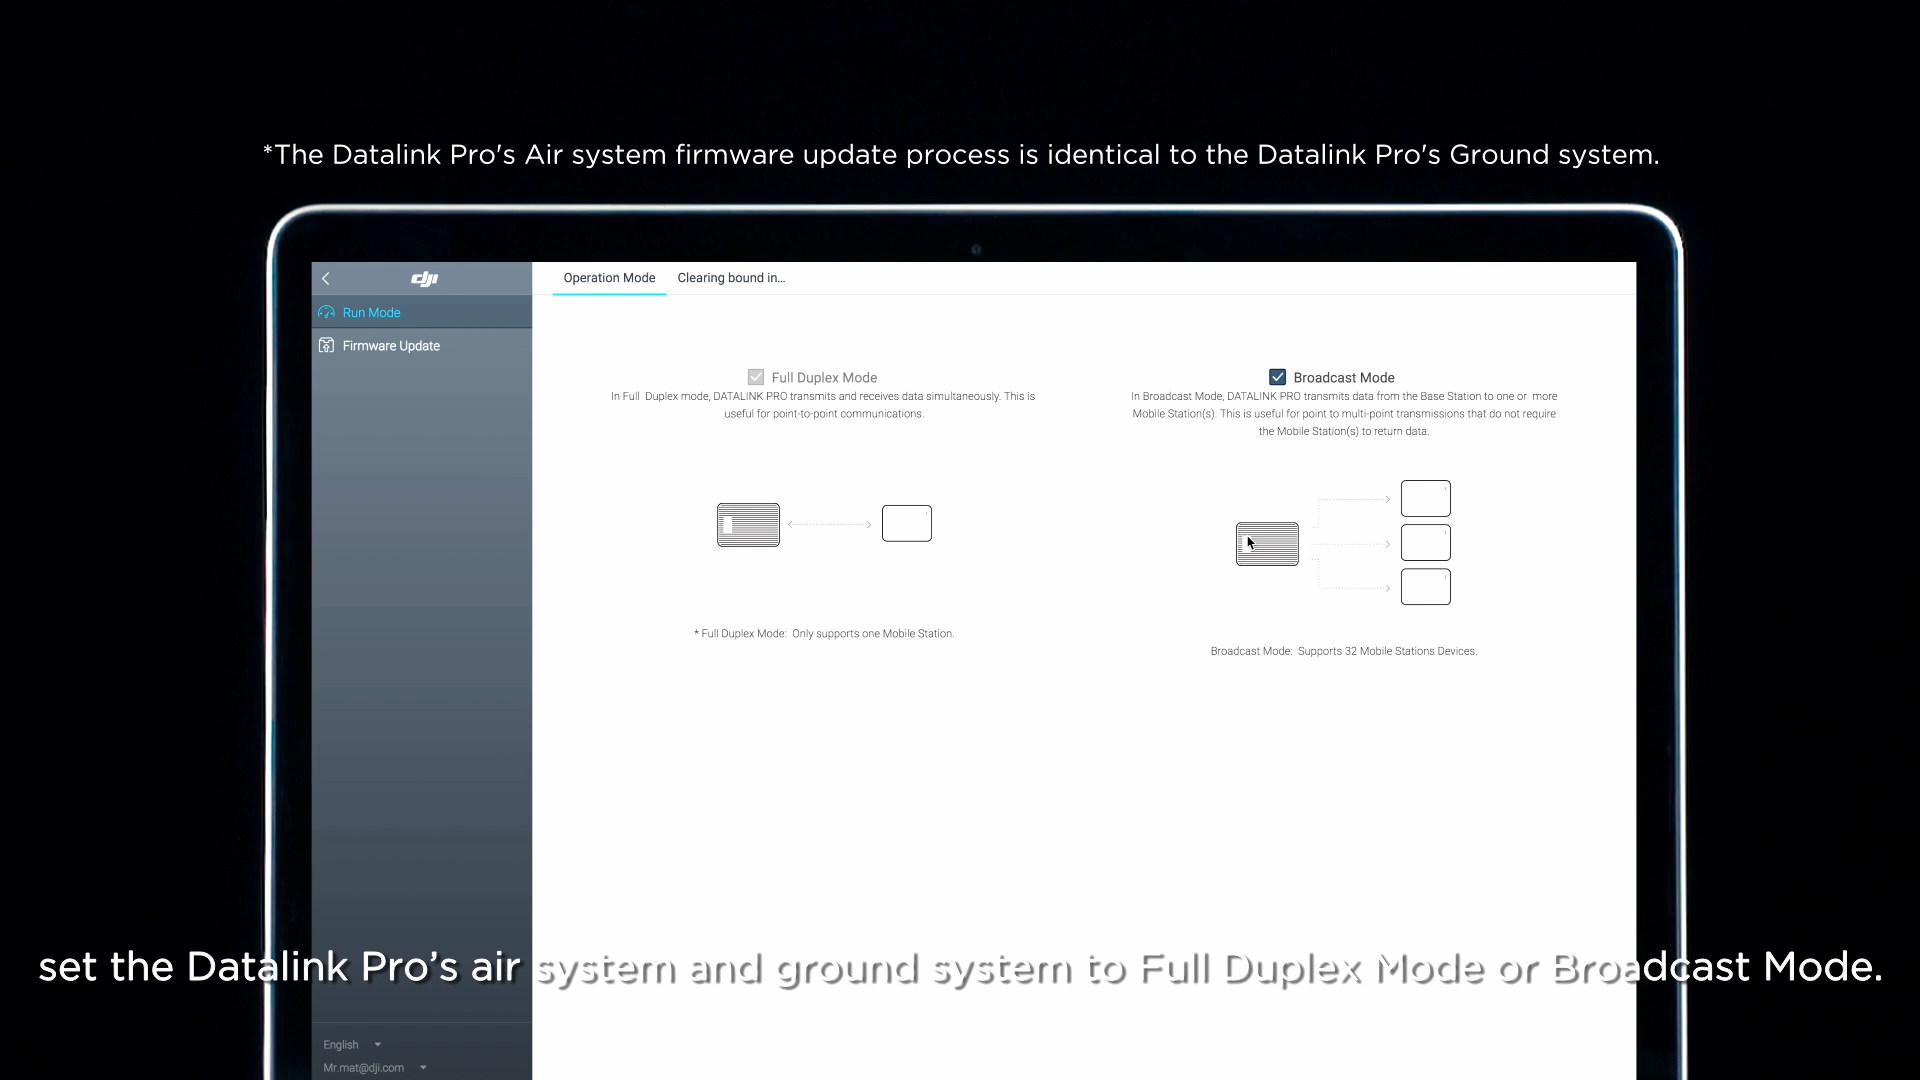 *The Datalink Pro's Air system firmware update process is identical to the Datalink Pro's Ground system.
dji
Operation Mode
Clearing bound in...
Run Mode
Firmware Update
Full Duplex Mode
In Full Duplex mode, DATALINK PRO transmits and receives data simultaneously. This is
useful for point-to-point communications.
* Full Duplex Mode: Only supports one Mobile Station.
Broadcast Mode
In Broadcast Mode, DATALINK PRO transmits data from the Base Station to one or more
Mobile Station(s). This is useful for point to multi-point transmissions that do not require
the Mobile Station(s) to return data.
Broadcast Mode: Supports 32 Mobile Stations Devices.
set the Datalink Pro’s air system and ground system to Full Duplex Mode or Broadcast Mode.
English
Mr.mat@dji.com